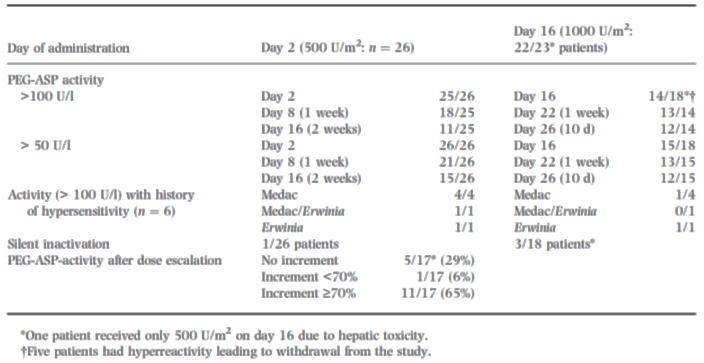 Day of administration Day 2 (500 U/m²: n = 26) Day 16 (1000 U/m²: 22/23* patients)
PEG-ASP activity
>100 U/l Day 2 25/26 Day 16 14/18*†
Day 8 (1 week) 18/25 Day 22 (1 week) 13/14
Day 16 (2 weeks) 11/25 Day 26 (10 d) 12/14
> 50 U/l Day 2 26/26 Day 16 15/18
Day 8 (1 week) 21/26 Day 22 (1 week) 13/15
Day 16 (2 weeks) 15/26 Day 26 (10 d) 12/15
Activity (> 100 U/l) with history Medac 4/4 Medac 1/4
of hypersensitivity (n = 6) Medac/Erwinia 1/1 Medac/Erwinia 0/1
Erwinia 1/1 Erwinia 1/1
Silent inactivation 1/26 patients 3/18 patients*
PEG-ASP-activity after dose escalation No increment 5/17* (29%)
Increment <70% 1/17 (6%)
Increment ≥70% 11/17 (65%)
*One patient received only 500 U/m² on day 16 due to hepatic toxicity.
†Five patients had hyperreactivity leading to withdrawal from the study.